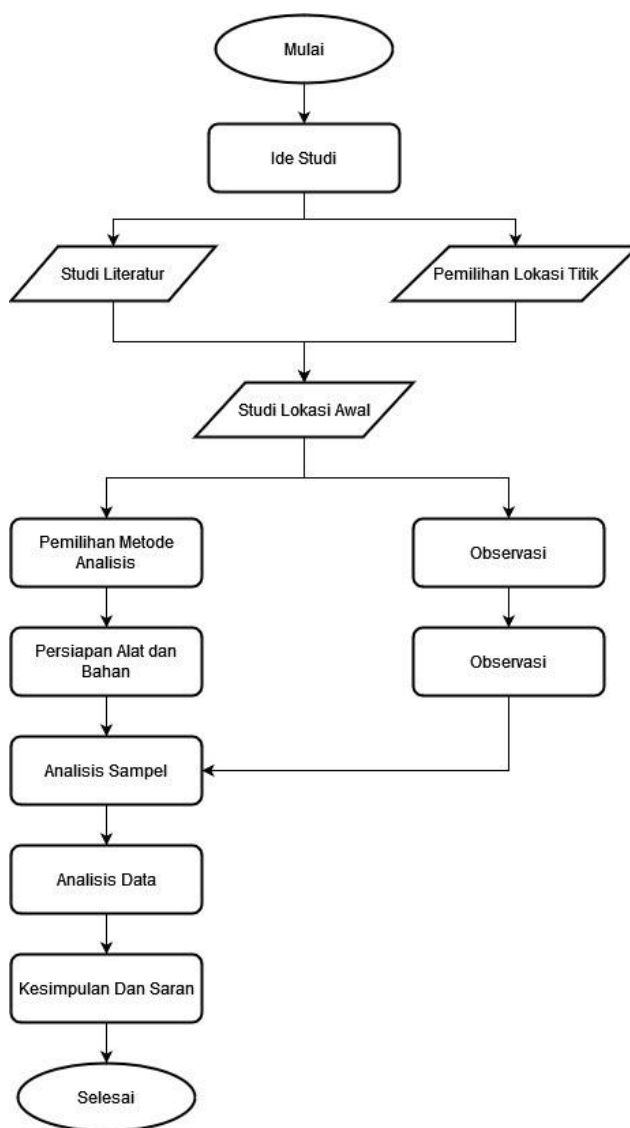 Mulai
Ide Studi
Studi Literatur
Pemilihan Lokasi Titik
Studi Lokasi Awal
Pemilihan Metode
Analisis
Observasi
Persiapan Alat dan
Bahan
Observasi
Analisis Sampel
Analisis Data
Kesimpulan Dan Saran
Selesai